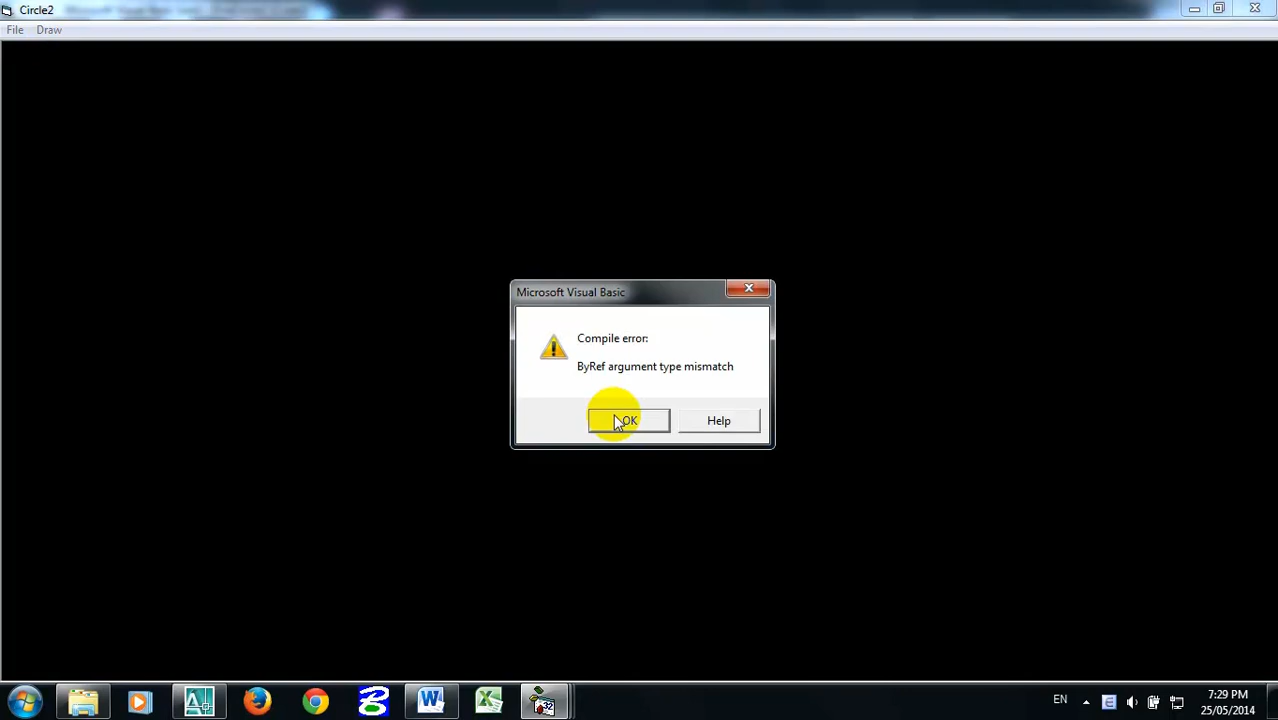 Circle2
File Draw
Microsoft Visual Basic
Compile error:
ByRef argument type mismatch
OK Help
EN
7:29 PM
25/05/2014